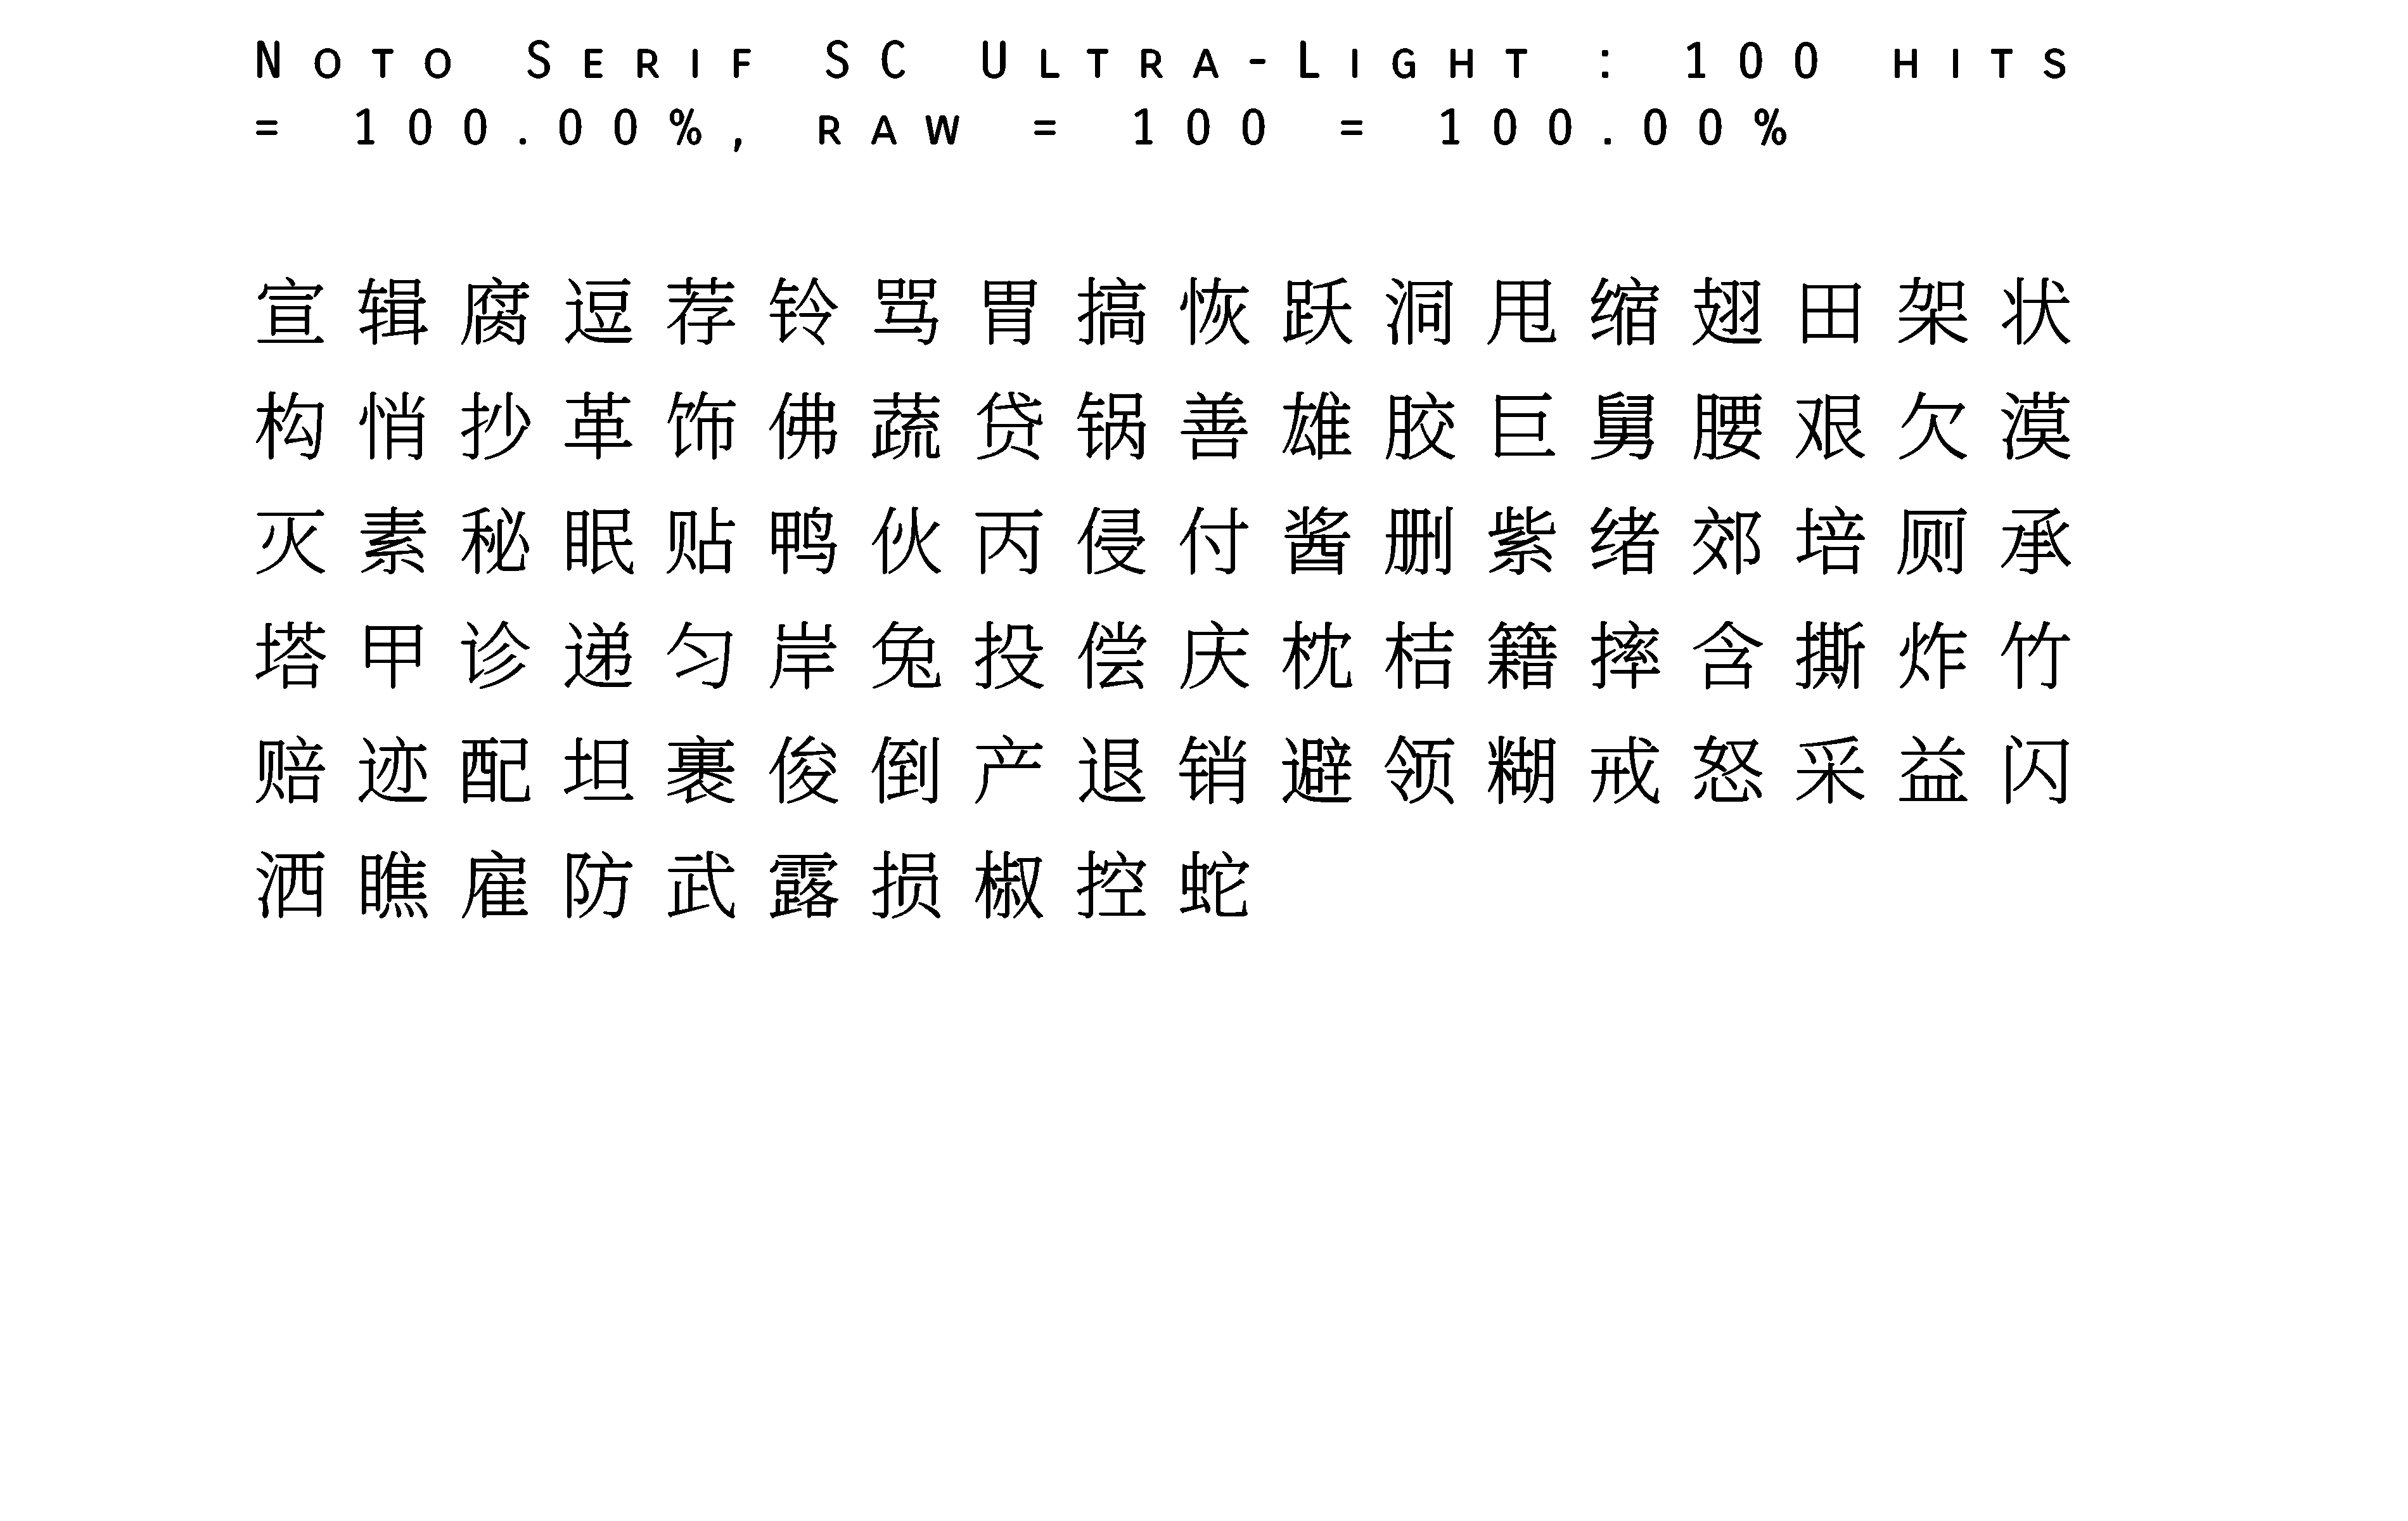 Noto Serif SC Ultra-Light : 100 hits
= 100.00%, raw = 100 = 100.00%
宣辑腐逗荐铃骂胃搞恢跃洞甩缩翅田架状
构悄抄革饰佛蔬贷锅善雄胶巨舅腰艰欠漠
灭素秘眠贴鸭伙丙侵付酱删紫绪郊培厕承
塔甲诊递匀岸兔投偿庆枕桔籍摔含撕炸竹
赔迹配坦裹俊倒产退销避领糊戒怒采益闪
洒瞧雇防武露损椒控蛇